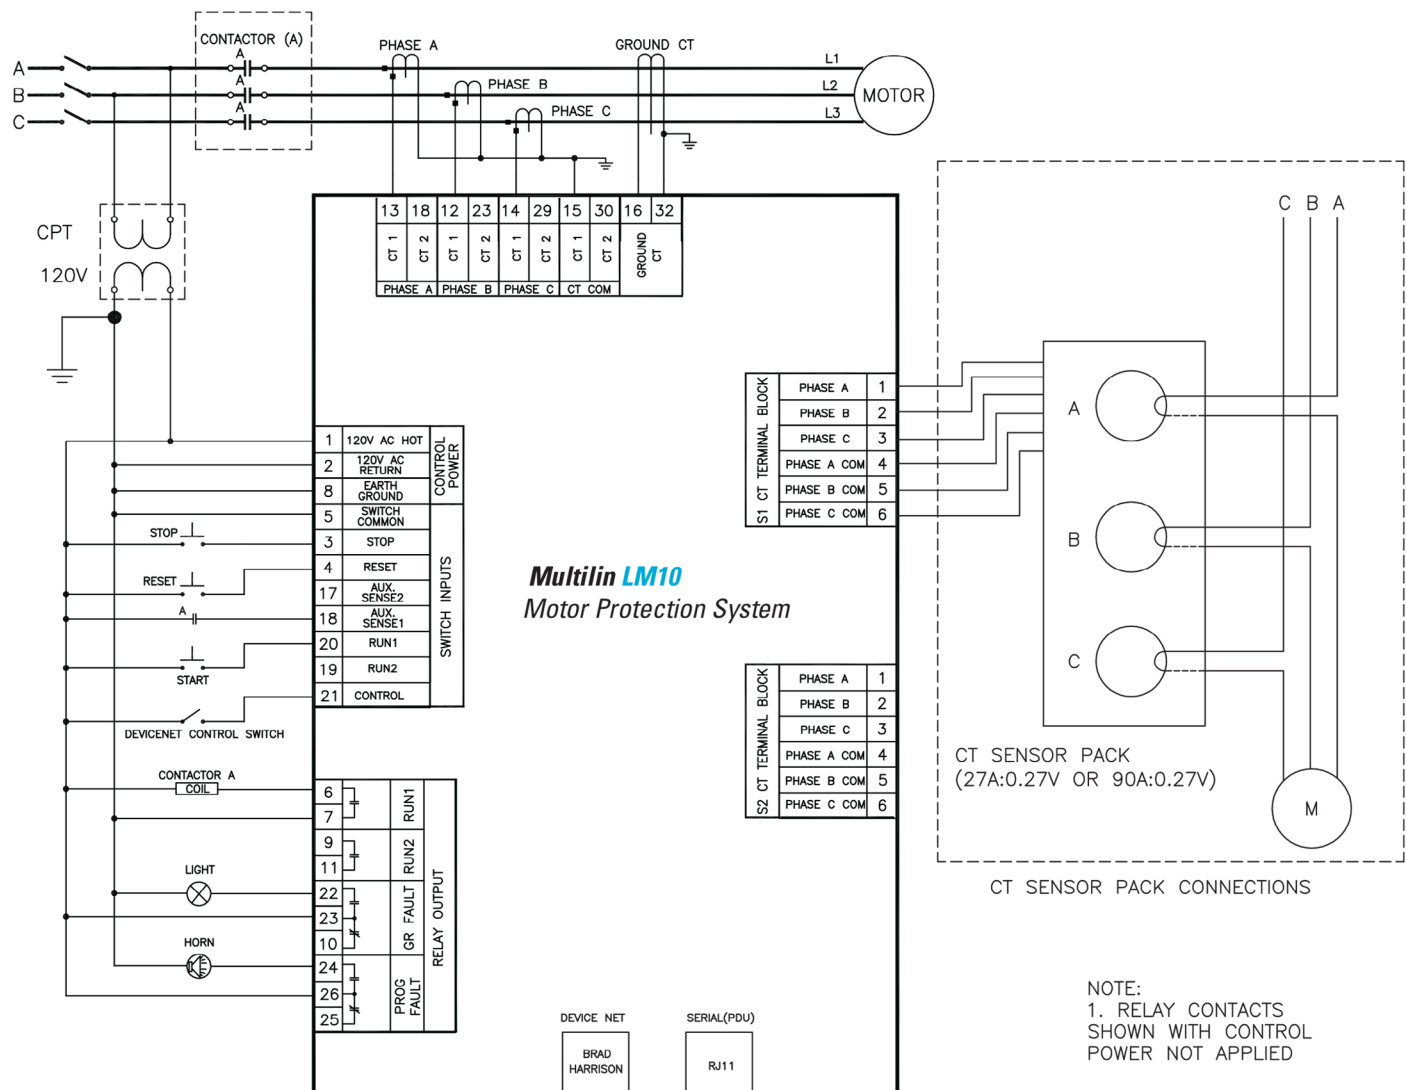 CONTACTOR (A)
PHASE A
GROUND CT
A
A
L1
A
PHASE B
B
L2
MOTOR
A
PHASE C
C
L3
CPT
120V
13 18 12 23 14 29 15 30 16 32
CT 1 CT 2 CT 1 CT 2 CT 1 CT 2 CT 1 CT 2 GROUND CT
PHASE A PHASE B PHASE C CT COM
1 120V AC HOT
2 120V AC RETURN
8 EARTH GROUND
CONTROL POWER
5 SWITCH COMMON
STOP
3 STOP
4 RESET
RESET
17 AUX. SENSE2
A
18 AUX. SENSE1
20 RUN1
START
19 RUN2
21 CONTROL
DEVICENET CONTROL SWITCH
SWITCH INPUTS
CONTACTOR A
COIL
6
7
RUN1
9
11
RUN2
LIGHT
22
23
10
GR FAULT
HORN
24
26
25
PROG FAULT
RELAY OUTPUT
Multilin LM10
Motor Protection System
S1 CT TERMINAL BLOCK
PHASE A 1
PHASE B 2
PHASE C 3
PHASE A COM 4
PHASE B COM 5
PHASE C COM 6
S2 CT TERMINAL BLOCK
PHASE A 1
PHASE B 2
PHASE C 3
PHASE A COM 4
PHASE B COM 5
PHASE C COM 6
DEVICE NET
BRAD
HARRISON
SERIAL(PDU)
RJ11
C B A
A
B
C
CT SENSOR PACK
(27A:0.27V OR 90A:0.27V)
M
CT SENSOR PACK CONNECTIONS
NOTE:
1. RELAY CONTACTS
SHOWN WITH CONTROL
POWER NOT APPLIED